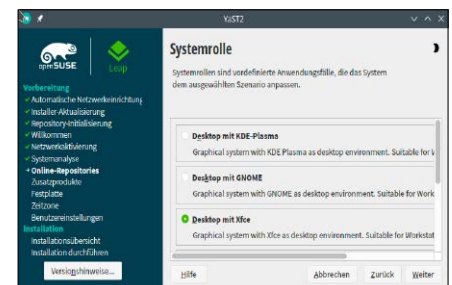 YaST2
openSUSE
Leap
Vorbereitung
Automatische Netzwerkeinrichtung
Installer-Aktualisierung
Repository-Initialisierung
Willkommen
Netzwerkaktivierung
Systemanalyse
Online-Repositories
Zusatzprodukte
Festplatte
Zeitzone
Benutzereinstellungen
Installation
Installationsübersicht
Installation durchführen
Versionshinweise...
Systemrolle
Systemrollen sind vordefinierte Anwendungsfälle, die das System
dem ausgewählten Szenario anpassen.
Desktop mit KDE-Plasma
Graphical system with KDE Plasma as desktop environment. Suitable for
Desktop mit GNOME
Graphical system with GNOME as desktop environment. Suitable for Work
Desktop mit Xfce
Graphical system with Xfce as desktop environment. Suitable for Workstat
Hilfe
Abbrechen
Zurück
Weiter